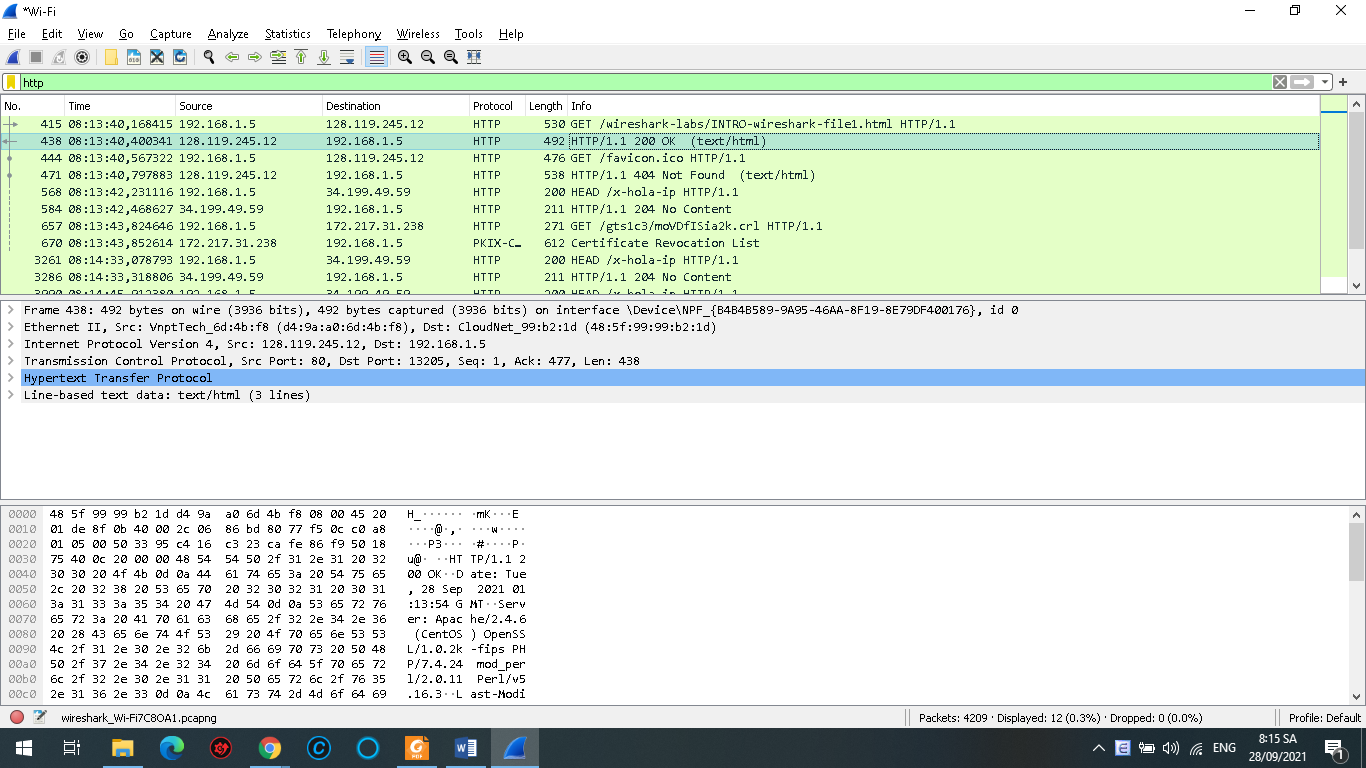 *Wi-Fi
File Edit View Go Capture Analyze Statistics Telephony Wireless Tools Help
http
No. Time Source Destination Protocol Length Info
415 08:13:40,168415 192.168.1.5 128.119.245.12 HTTP 530 GET /wireshark-labs/INTRO-wireshark-file1.html HTTP/1.1
438 08:13:40,400341 128.119.245.12 192.168.1.5 HTTP 492 HTTP/1.1 200 OK (text/html)
444 08:13:40,567322 192.168.1.5 128.119.245.12 HTTP 476 GET /favicon.ico HTTP/1.1
471 08:13:40,797883 128.119.245.12 192.168.1.5 HTTP 538 HTTP/1.1 404 Not Found (text/html)
568 08:13:42,231116 192.168.1.5 34.199.49.59 HTTP 200 HEAD /x-hola-ip HTTP/1.1
584 08:13:42,468627 34.199.49.59 192.168.1.5 HTTP 211 HTTP/1.1 204 No Content
657 08:13:43,824646 192.168.1.5 172.217.31.238 HTTP 271 GET /gts1c3/moVDfISia2k.crl HTTP/1.1
670 08:13:43,852614 172.217.31.238 192.168.1.5 PKIX-C… 612 Certificate Revocation List
3261 08:14:33,078793 192.168.1.5 34.199.49.59 HTTP 200 HEAD /x-hola-ip HTTP/1.1
3286 08:14:33,318806 34.199.49.59 192.168.1.5 HTTP 211 HTTP/1.1 204 No Content
Frame 438: 492 bytes on wire (3936 bits), 492 bytes captured (3936 bits) on interface \Device\NPF_{B4B4B589-9A95-46AA-8F19-8E79DF400176}, id 0
Ethernet II, Src: VnptTech_6d:4b:f8 (d4:9a:a0:6d:4b:f8), Dst: CloudNet_99:b2:1d (48:5f:99:99:b2:1d)
Internet Protocol Version 4, Src: 128.119.245.12, Dst: 192.168.1.5
Transmission Control Protocol, Src Port: 80, Dst Port: 13205, Seq: 1, Ack: 477, Len: 438
Hypertext Transfer Protocol
Line-based text data: text/html (3 lines)
0000 48 5f 99 99 b2 1d d4 9a a0 6d 4b f8 08 00 45 20 H_······ ·mK···E
0010 01 de 8f 0b 40 00 2c 06 86 bd 80 77 f5 0c c0 a8 ····@·,· ···w····
0020 01 05 00 50 33 95 c4 16 c3 23 ca fe 86 f9 50 18 ···P3··· ·#····P·
0030 75 40 0c 20 00 00 48 54 54 50 2f 31 2e 31 20 32 u@· ··HT TP/1.1 2
0040 30 30 20 4f 4b 0d 0a 44 61 74 65 3a 20 54 75 65 00 OK··D ate: Tue
0050 2c 20 32 38 20 53 65 70 20 32 30 32 31 20 30 31 , 28 Sep 2021 01
0060 3a 31 33 3a 35 34 20 47 4d 54 0d 0a 53 65 72 76 :13:54 G MT··Serv
0070 65 72 3a 20 41 70 61 63 68 65 2f 32 2e 34 2e 36 er: Apac he/2.4.6
0080 20 28 43 65 6e 74 4f 53 29 20 4f 70 65 6e 53 53 (CentOS ) OpenSS
0090 4c 2f 31 2e 30 2e 32 6b 2d 66 69 70 73 20 50 48 L/1.0.2k -fips PH
00a0 50 2f 37 2e 34 2e 32 34 20 6d 6f 64 5f 70 65 72 P/7.4.24 mod_per
00b0 6c 2f 32 2e 30 2e 31 31 20 50 65 72 6c 2f 76 35 l/2.0.11 Perl/v5
00c0 2e 31 36 2e 33 0d 0a 4c 61 73 74 2d 4d 6f 64 69 .16.3··L ast-Modi
wireshark_Wi-Fi7C8OA1.pcapng Packets: 4209 · Displayed: 12 (0.3%) · Dropped: 0 (0.0%) Profile: Default
ENG 8:15 SA
28/09/2021